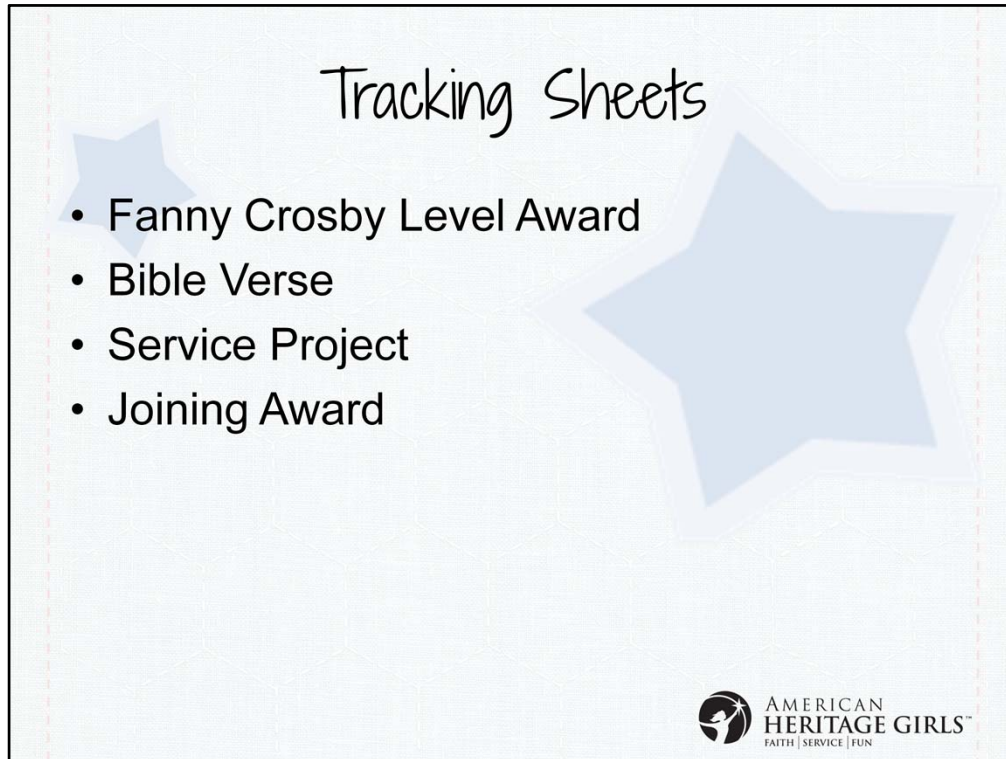 Tracking Sheets
• Fanny Crosby Level Award
• Bible Verse
• Service Project
• Joining Award
AMERICAN
HERITAGE GIRLS™
FAITH | SERVICE | FUN